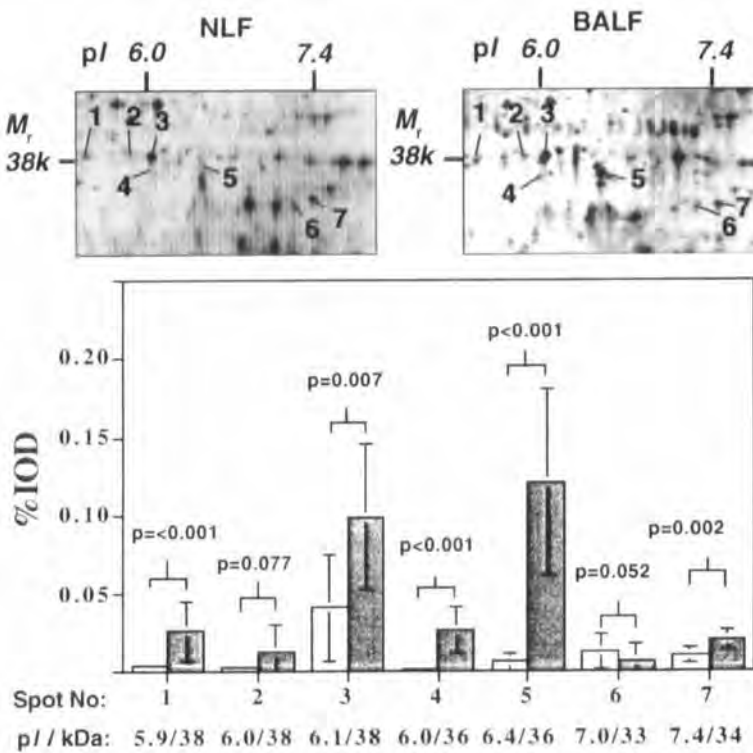 NLF
pI 6.0 7.4
BALF
pI 6.0 7.4
Mr
38k
1 2 3
4 5
6 7
Mr
38k
1 2 3
4 5
7
6
%IOD
0.20
0.15
0.10
0.05
p=<0.001
p=0.077
p=0.007
p<0.001
p<0.001
p=0.052
p=0.002
Spot No: 1 2 3 4 5 6 7
pI / kDa: 5.9/38 6.0/38 6.1/38 6.0/36 6.4/36 7.0/33 7.4/34